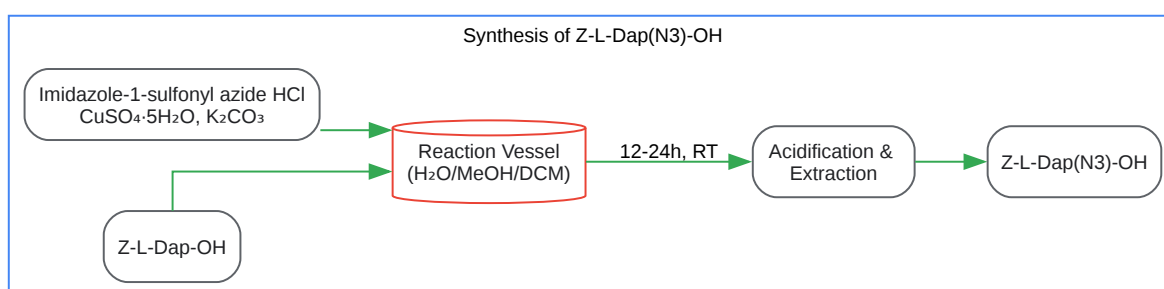 Synthesis of Z-L-Dap(N3)-OH
Imidazole-1-sulfonyl azide HCl
CuSO₄·5H₂O, K₂CO₃
Reaction Vessel
(H₂O/MeOH/DCM)
12-24h, RT
Acidification &
Extraction
Z-L-Dap(N3)-OH
Z-L-Dap-OH